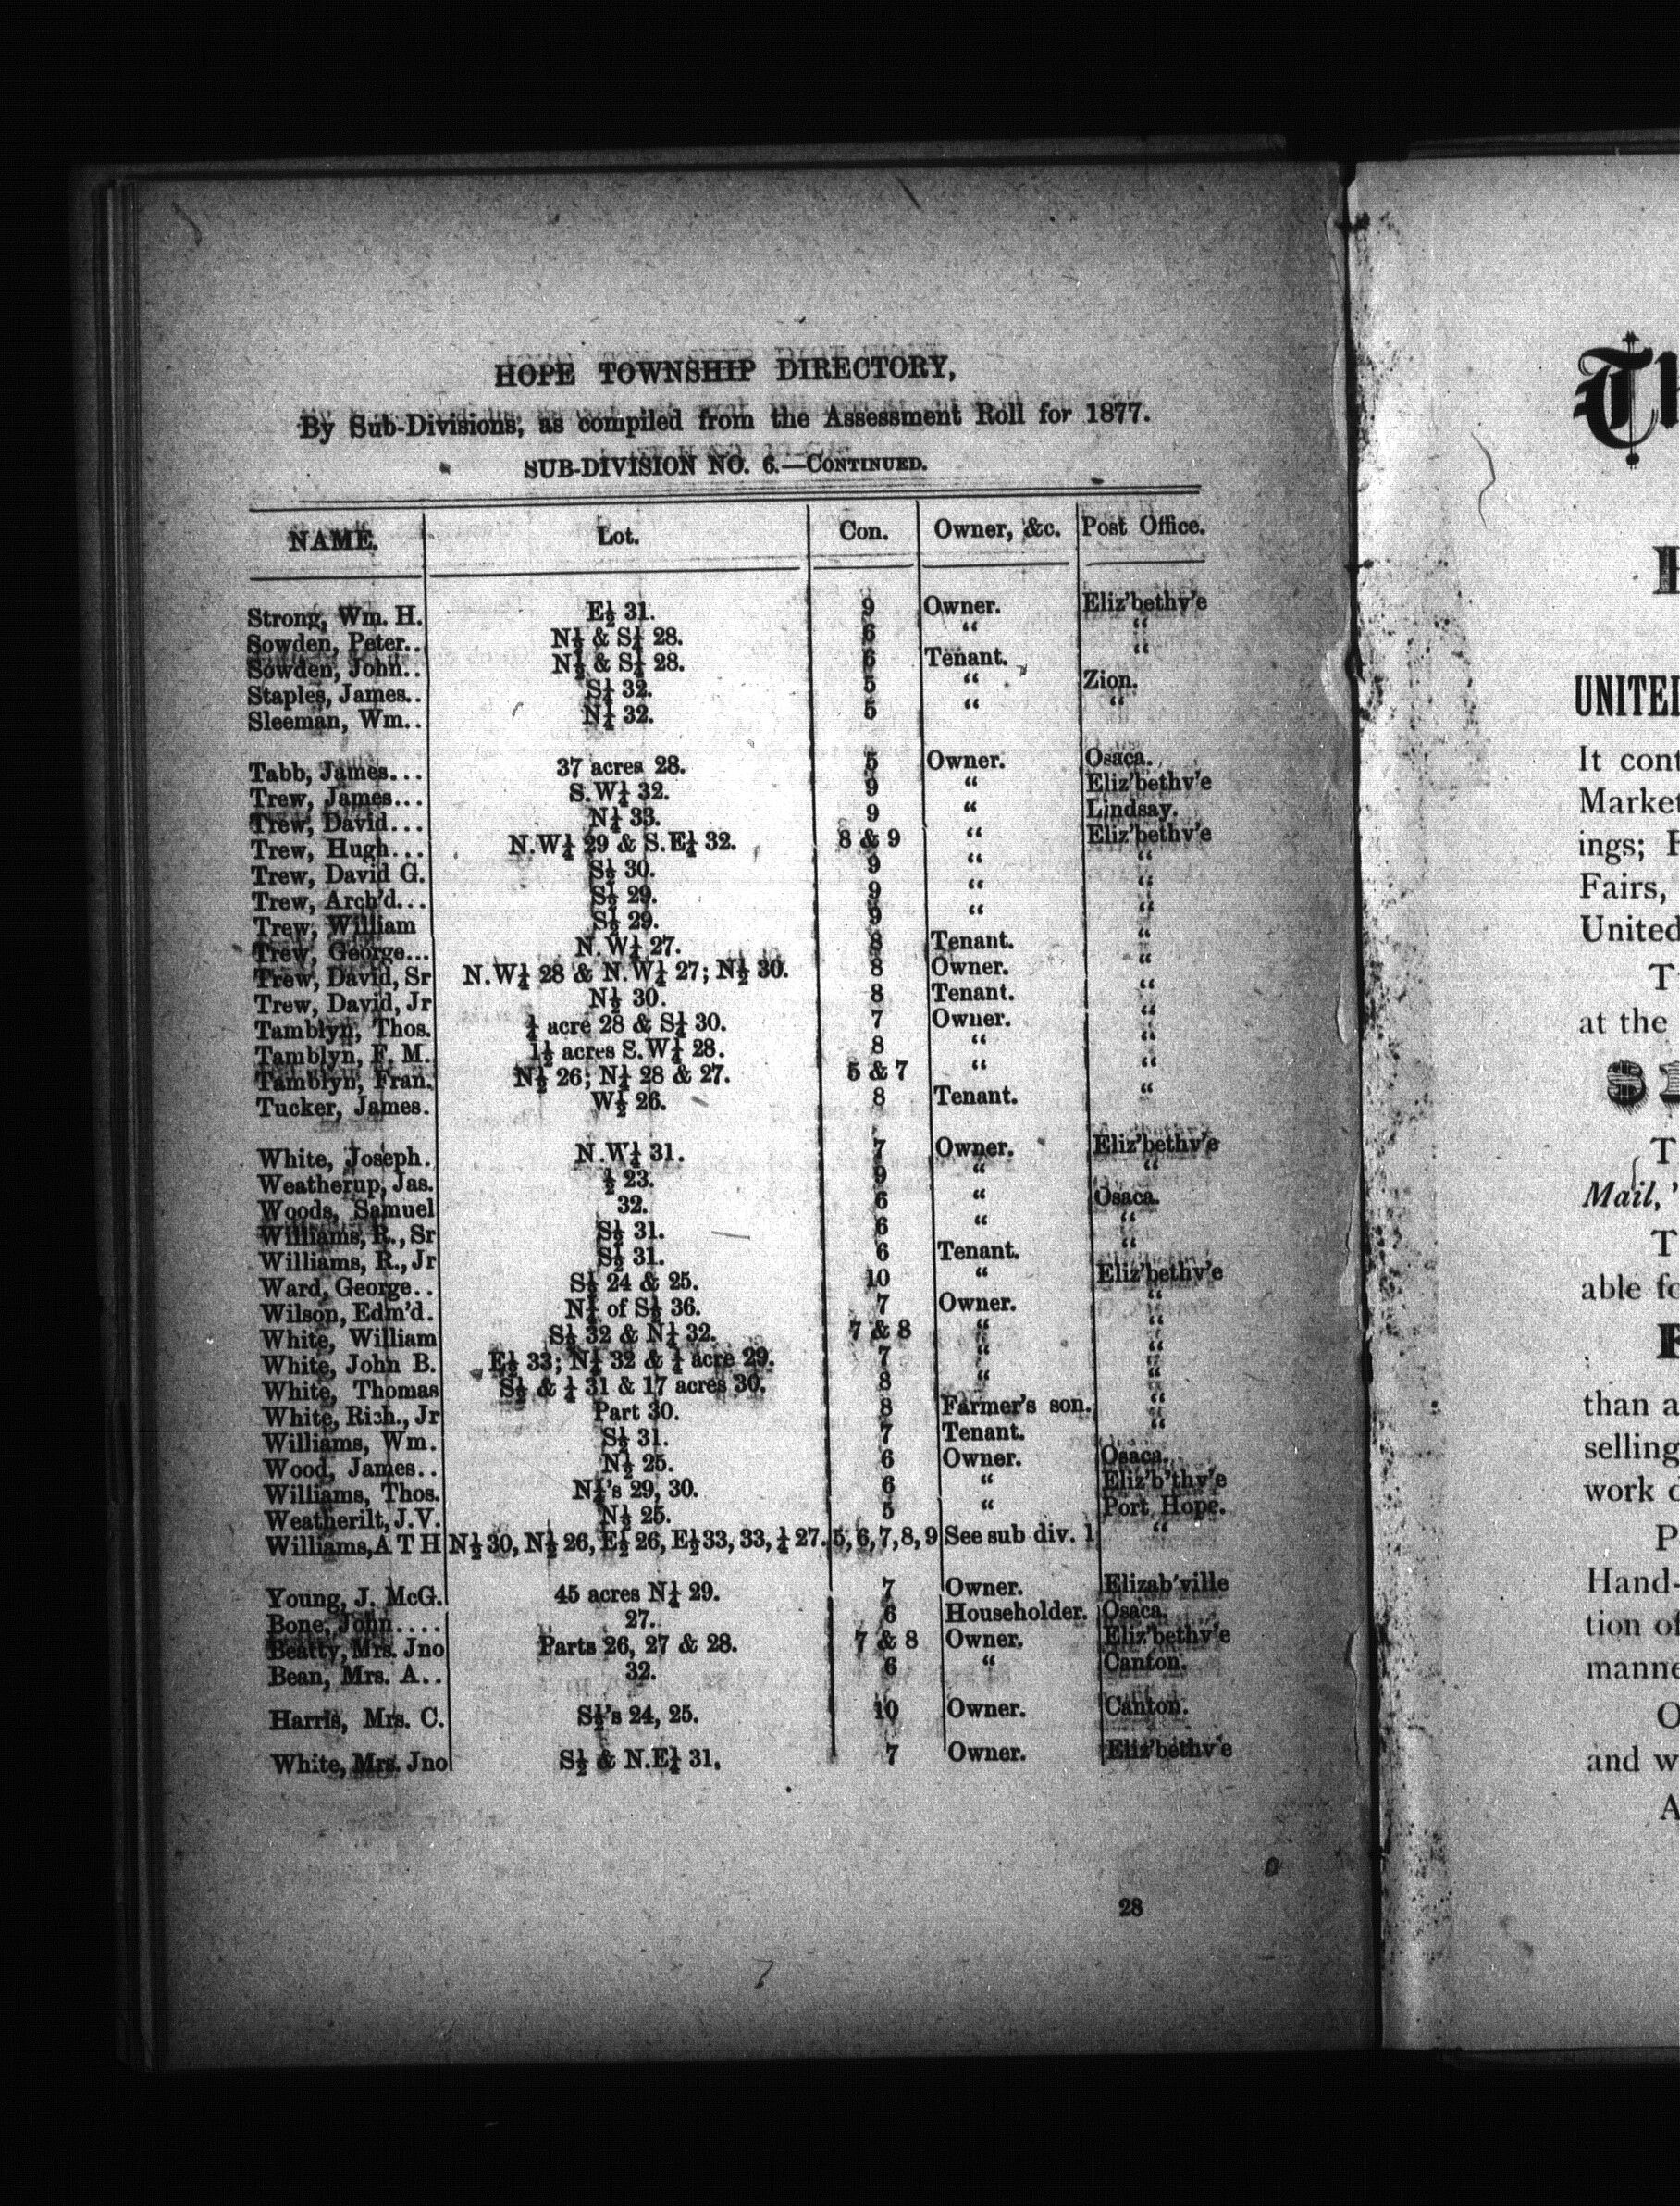 HOPE TOWNSHIP DIRECTORY,
By Sub-Divisions, as compiled from the Assessment Roll for 1877.
SUB-DIVISION NO. 6.—CONTINUED.
NAME. Lot. Con. Owner, &c. Post Office.
Strong, Wm. H. E½ 31. 9 Owner. Eliz'bethv'e
Sowden, Peter.. N½ & S¼ 28. 6 “ “
Sowden, John.. N½ & S¼ 28. 6 Tenant. “
Staples, James.. S¼ 32. 5 “ Zion.
Sleeman, Wm.. N¼ 32. 5 “ “
Tabb, James... 37 acres 28. 5 Owner. Osaca.
Trew, James... S.W¼ 32. 9 “ Eliz'bethv'e
Trew, David... N¼ 33. 9 “ Lindsay.
Trew, Hugh... N.W¼ 29 & S.E¼ 32. 8 & 9 “ Eliz'bethv'e
Trew, David G. S½ 30. 9 “ “
Trew, Arch'd... S½ 29. 9 “ “
Trew, William S½ 29. 9 “ “
Trew, George... N.W¼ 27. 8 Tenant. “
Trew, David, Sr N.W¼ 28 & N.W¼ 27; N½ 30. 8 Owner. “
Trew, David, Jr N½ 30. 8 Tenant. “
Tamblyn, Thos. ¼ acre 28 & S¼ 30. 7 Owner. “
Tamblyn, F. M. 1½ acres S.W¼ 28. 8 “ “
Tamblyn, Fran. N½ 26; N¼ 28 & 27. 5 & 7 “ “
Tucker, James. W½ 26. 8 Tenant. “
White, Joseph. N.W¼ 31. 7 Owner. Eliz'bethv'e
Weatherup, Jas. ½ 23. 9 “ “
Woods, Samuel 32. 6 “ Osaca.
Williams, R., Sr S½ 31. 6 “ “
Williams, R., Jr S½ 31. 6 Tenant. “
Ward, George.. S½ 24 & 25. 10 “ Eliz'bethv'e
Wilson, Edm'd. N¼ of S½ 36. 7 Owner. “
White, William S½ 32 & N¼ 32. 7 & 8 “ “
White, John B. E½ 33; N¼ 32 & ¼ acre 29. 7 “ “
White, Thomas S½ & ¼ 31 & 17 acres 30. 8 “ “
White, Rich., Jr Part 30. 8 Farmer's son. “
Williams, Wm. S½ 31. 7 Tenant. “
Wood, James.. N½ 25. 6 Owner. Osaca.
Williams, Thos. N¼'s 29, 30. 6 “ Eliz'b'thv'e
Weatherilt, J.V. N½ 25. 5 “ Port Hope.
Williams, A T H N½ 30, N½ 26, E½ 26, E½ 33, 33, ¼ 27. 5, 6, 7, 8, 9 See sub div. 1 “
Young, J. McG. 45 acres N¼ 29. 7 Owner. Elizab'ville
Bone, John.... 27. 6 Householder. Osaca.
Beatty, Mrs. Jno Parts 26, 27 & 28. 7 & 8 Owner. Eliz'bethv'e
Bean, Mrs. A.. 32. 6 “ Canton.
Harris, Mrs. C. S½'s 24, 25. 10 Owner. Canton.
White, Mrs. Jno S½ & N.E¼ 31. 7 Owner. Eliz'bethv'e
28
UNITE
It cont
Market
ings;
Fairs,
United
T
at the
T
Mail,
T
able fo
than a
selling
work
P
Hand-
tion of
manne
O
and w
A